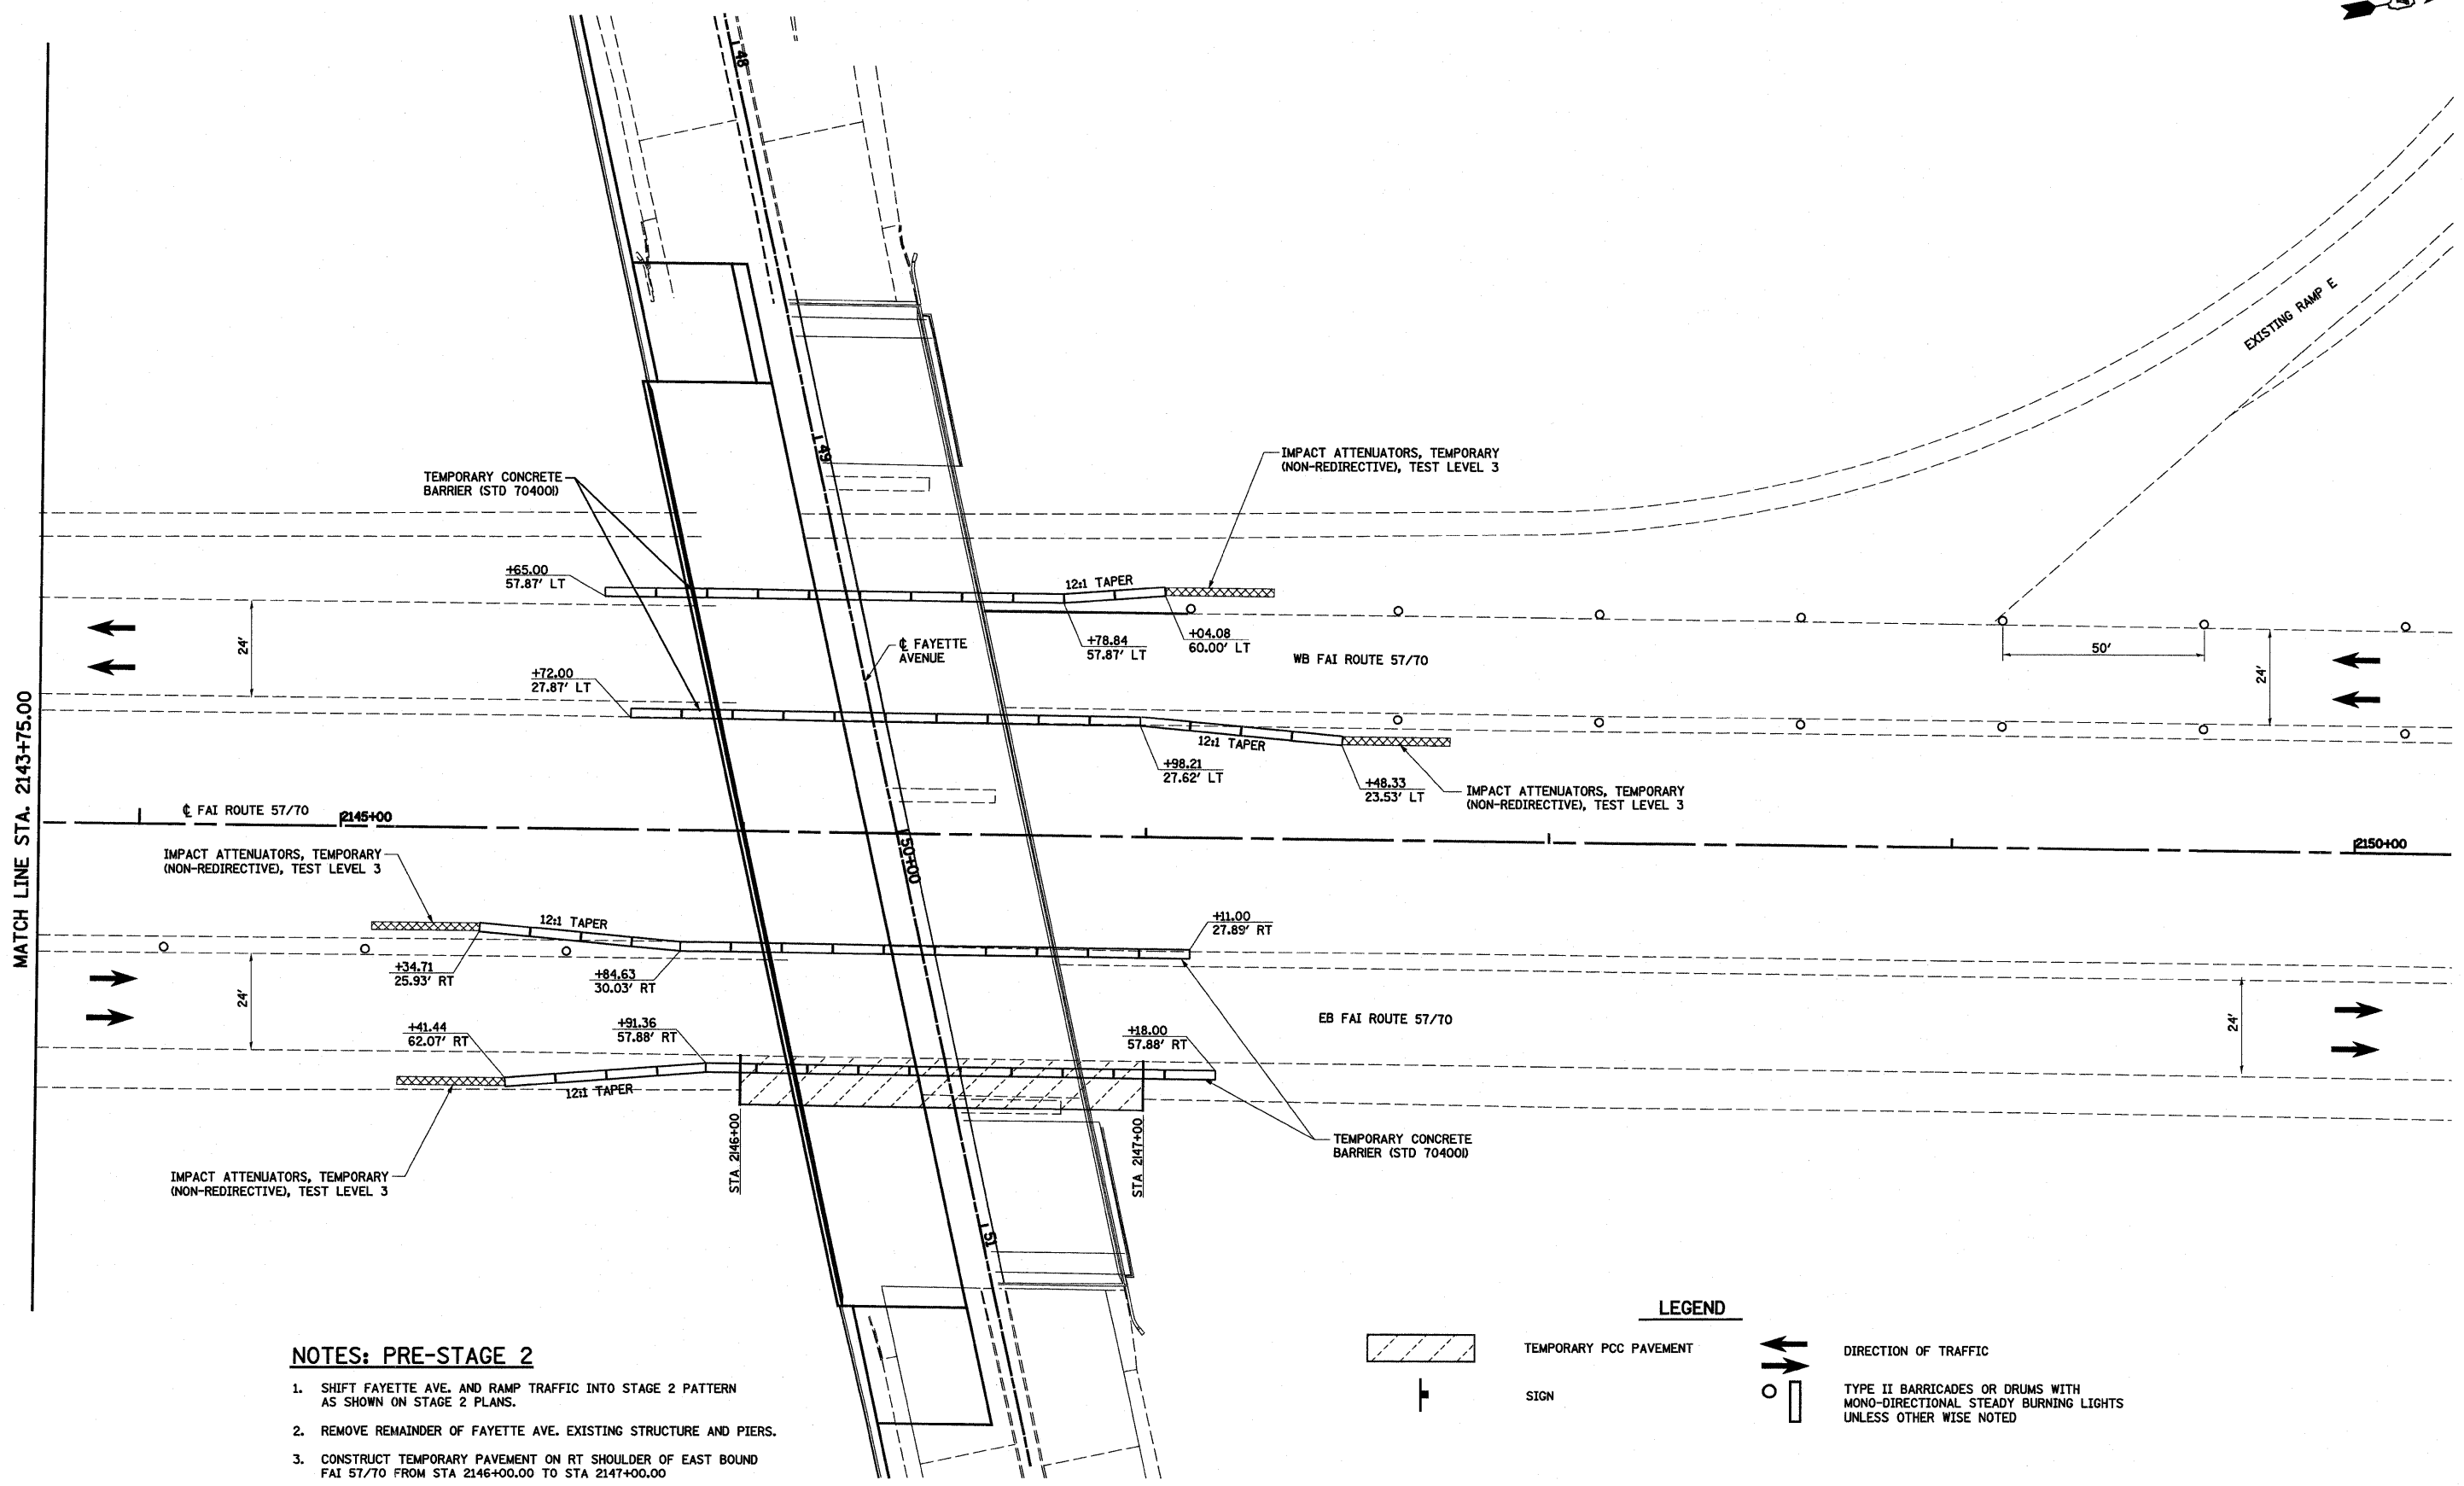 48
EXISTING RAMP E
49
IMPACT ATTENUATORS, TEMPORARY
(NON-REDIRECTIVE), TEST LEVEL 3
TEMPORARY CONCRETE
BARRIER (STD 704001)
+65.00
57.87' LT
12:1 TAPER
24'
+78.84
57.87' LT
+04.08
60.00' LT
℄ FAYETTE
AVENUE
WB FAI ROUTE 57/70
50'
24'
+72.00
27.87' LT
12:1 TAPER
+98.21
27.62' LT
+48.33
23.53' LT
IMPACT ATTENUATORS, TEMPORARY
(NON-REDIRECTIVE), TEST LEVEL 3
MATCH LINE STA. 2143+75.00
℄ FAI ROUTE 57/70
2145+00
50+00
2150+00
IMPACT ATTENUATORS, TEMPORARY
(NON-REDIRECTIVE), TEST LEVEL 3
12:1 TAPER
+11.00
27.89' RT
+34.71
25.93' RT
+84.63
30.03' RT
24'
EB FAI ROUTE 57/70
24'
+41.44
62.07' RT
+91.36
57.88' RT
+18.00
57.88' RT
12:1 TAPER
STA 2146+00
STA 2147+00
TEMPORARY CONCRETE
BARRIER (STD 704001)
IMPACT ATTENUATORS, TEMPORARY
(NON-REDIRECTIVE), TEST LEVEL 3
51
LEGEND
TEMPORARY PCC PAVEMENT
DIRECTION OF TRAFFIC
SIGN
TYPE II BARRICADES OR DRUMS WITH
MONO-DIRECTIONAL STEADY BURNING LIGHTS
UNLESS OTHER WISE NOTED
NOTES: PRE-STAGE 2
1. SHIFT FAYETTE AVE. AND RAMP TRAFFIC INTO STAGE 2 PATTERN
AS SHOWN ON STAGE 2 PLANS.
2. REMOVE REMAINDER OF FAYETTE AVE. EXISTING STRUCTURE AND PIERS.
3. CONSTRUCT TEMPORARY PAVEMENT ON RT SHOULDER OF EAST BOUND
FAI 57/70 FROM STA 2146+00.00 TO STA 2147+00.00